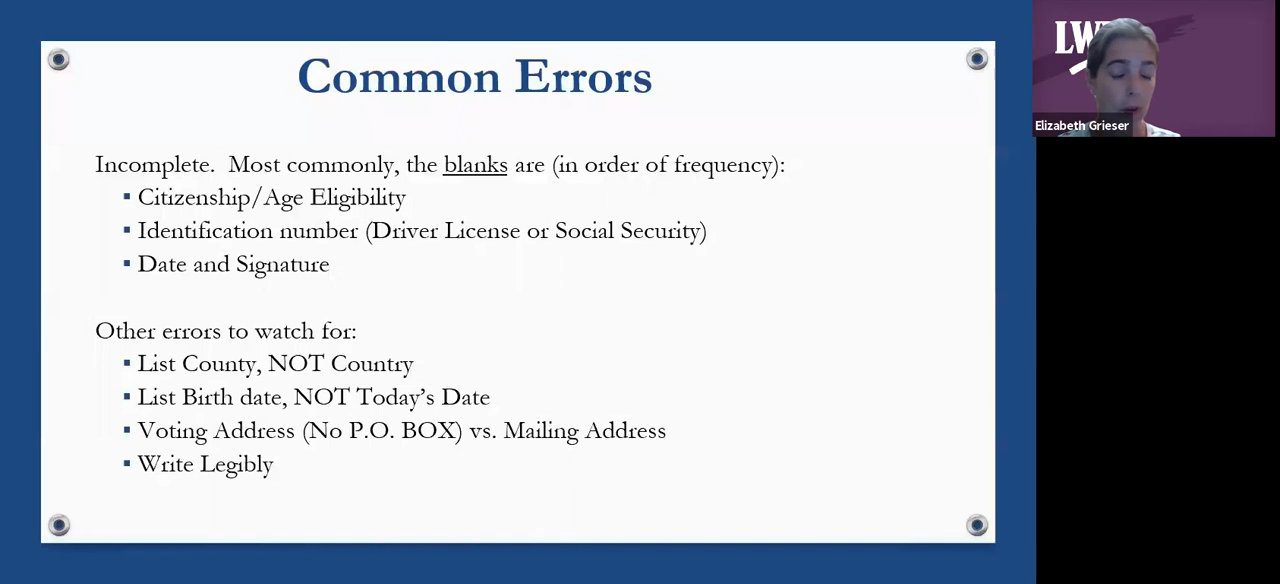 Common Errors
Incomplete. Most commonly, the blanks are (in order of frequency):
▪ Citizenship/Age Eligibility
▪ Identification number (Driver License or Social Security)
▪ Date and Signature
Other errors to watch for:
▪ List County, NOT Country
▪ List Birth date, NOT Today's Date
▪ Voting Address (No P.O. BOX) vs. Mailing Address
▪ Write Legibly
LW
Elizabeth Grieser